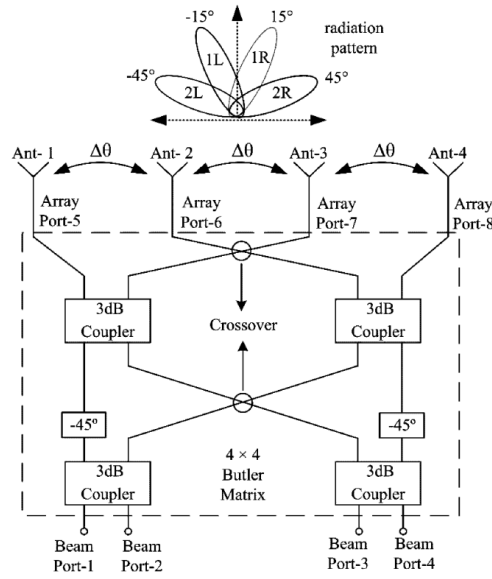 -15° 15° radiation
pattern
1L 1R
-45° 45°
2L 2R
Ant- 1 Δθ Ant- 2 Δθ Ant-3 Δθ Ant-4
Array Array Array Array
Port-5 Port-6 Port-7 Port-8
3dB 3dB
Coupler Crossover Coupler
-45° -45°
3dB 4 × 4 3dB
Coupler Butler Coupler
Matrix
Beam Beam Beam Beam
Port-1 Port-2 Port-3 Port-4